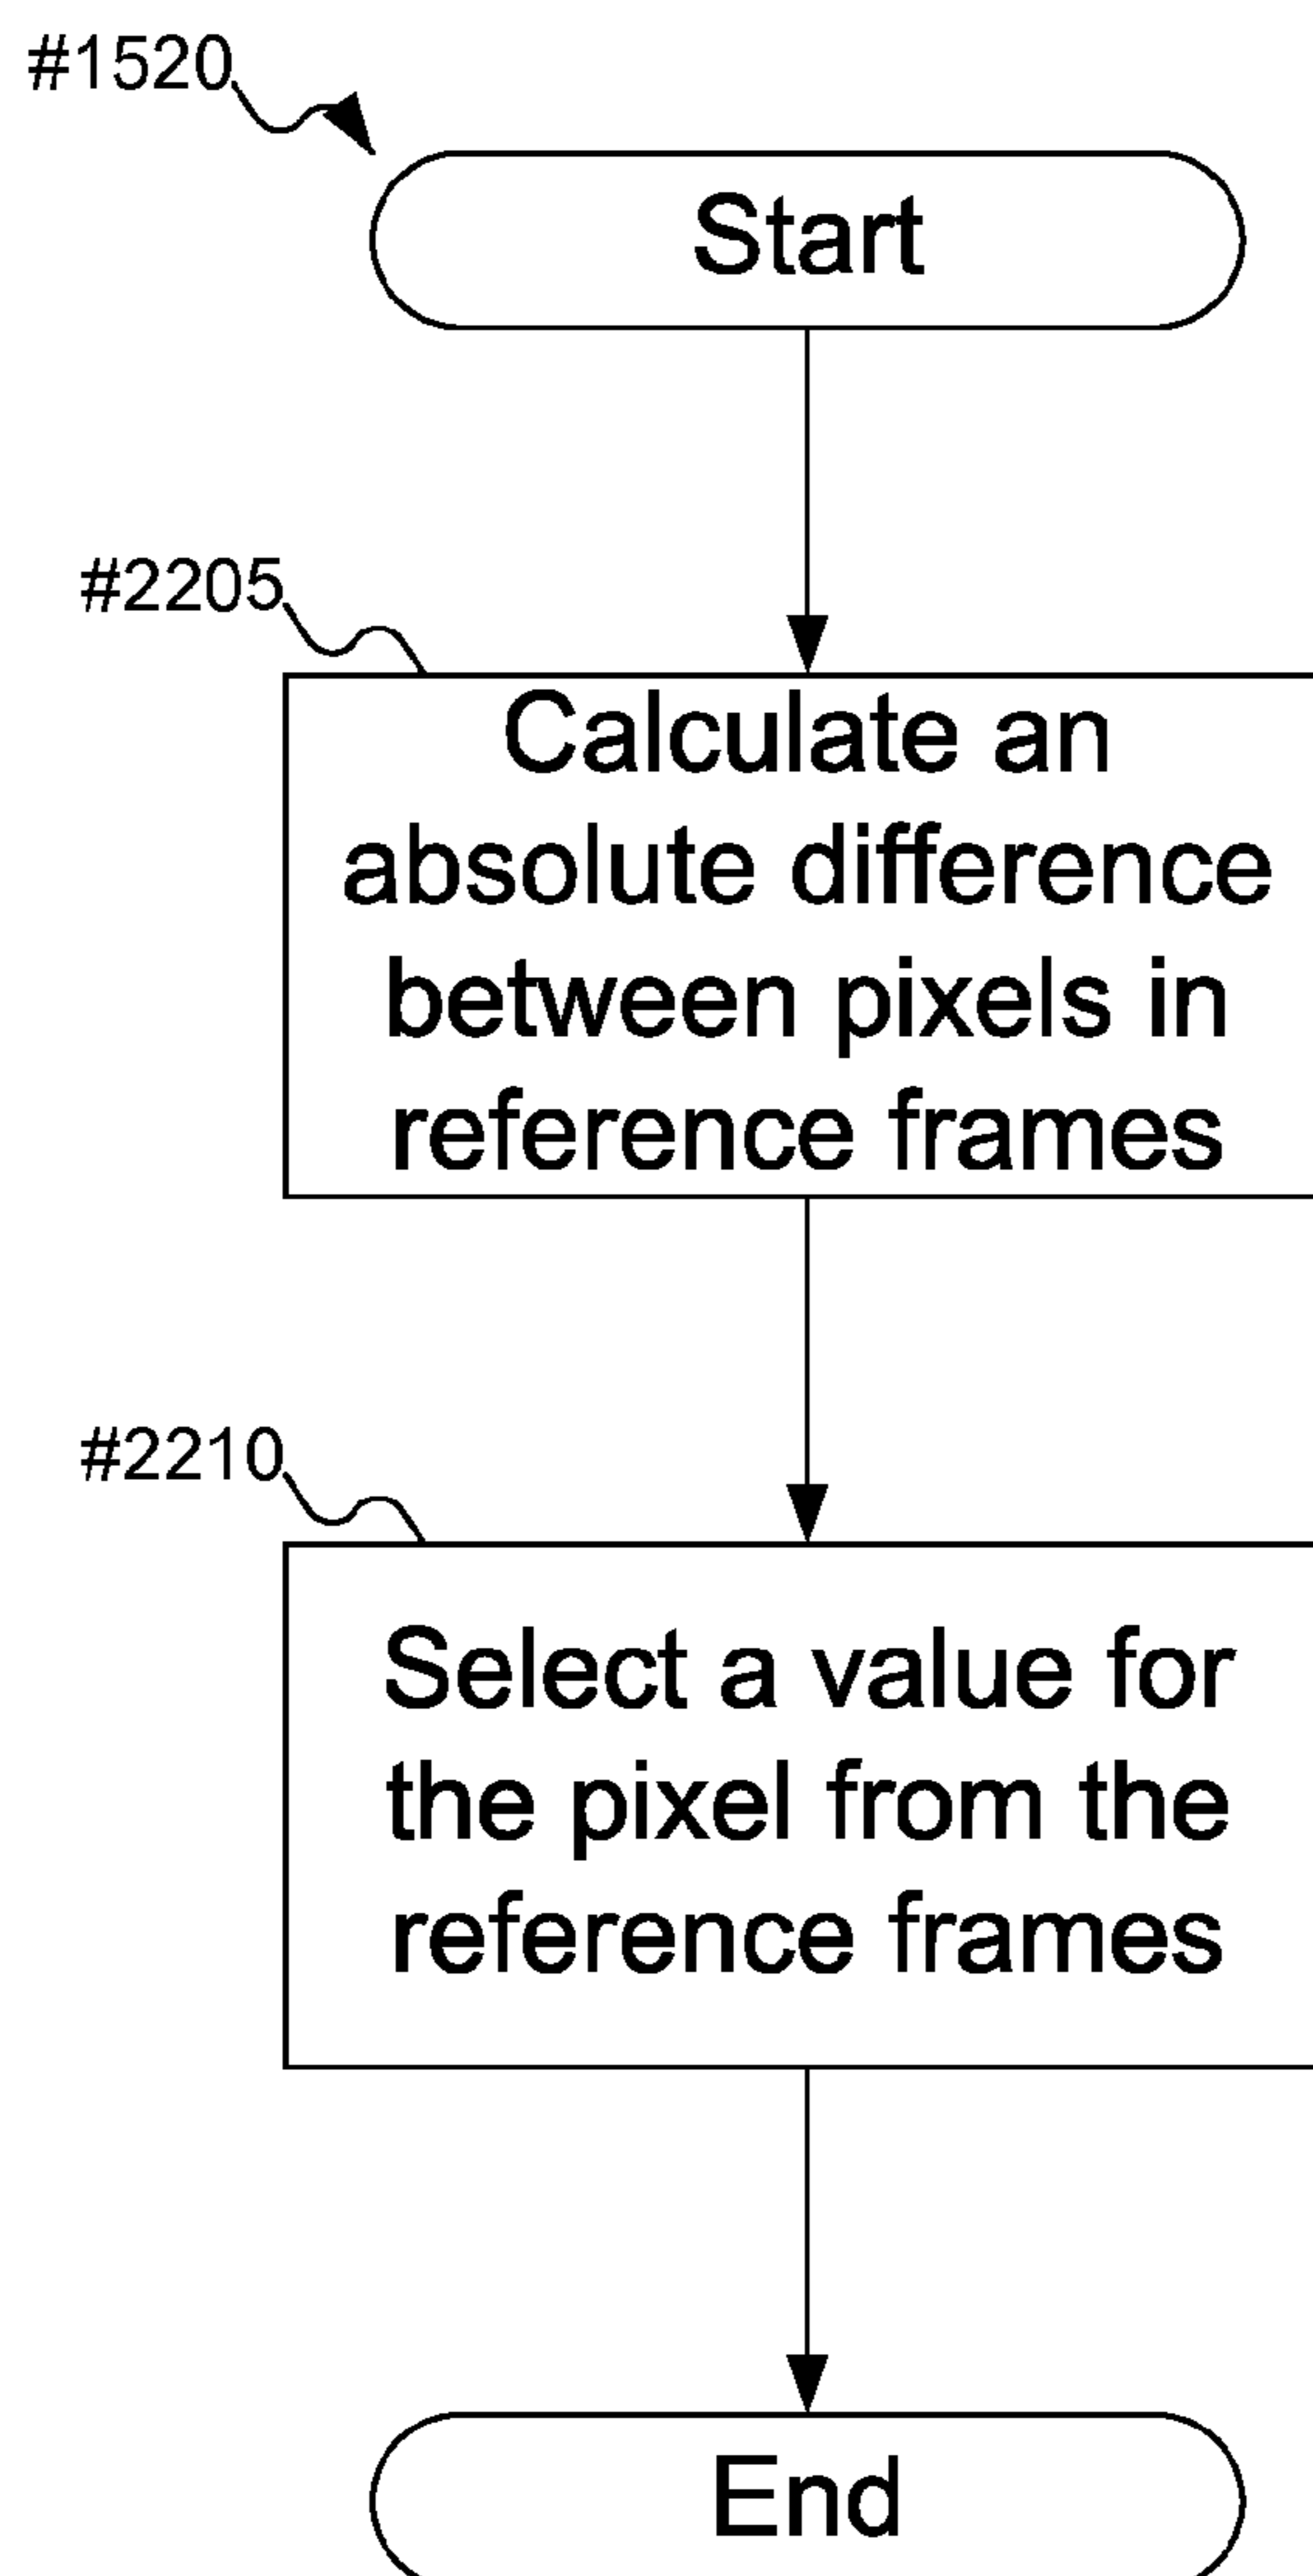 #1520
Start
#2205
Calculate an
absolute difference
between pixels in
reference frames
#2210
Select a value for
the pixel from the
reference frames
End